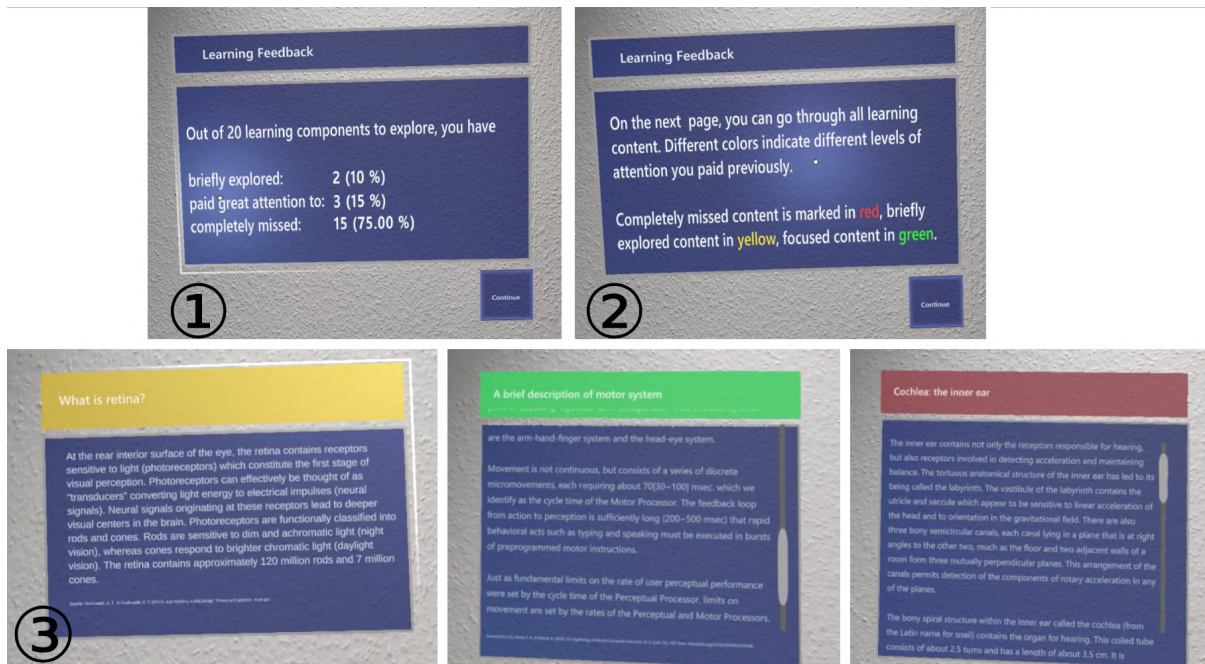 Learning Feedback
Out of 20 learning components to explore, you have
briefly explored: 2 (10 %)
paid great attention to: 3 (15 %)
completely missed: 15 (75.00 %)
Continue
1
Learning Feedback
On the next page, you can go through all learning
content. Different colors indicate different levels of
attention you paid previously.
Completely missed content is marked in red, briefly
explored content in yellow, focused content in green.
Continue
2
What is retina?
At the rear interior surface of the eye, the retina contains receptors
sensitive to light (photoreceptors) which constitute the first stage of
visual perception. Photoreceptors can effectively be thought of as
"transducers" converting light energy to electrical impulses (neural
signals). Neural signals originating at these receptors lead to deeper
visual centers in the brain. Photoreceptors are functionally classified into
rods and cones. Rods are sensitive to dim and achromatic light (night
vision), whereas cones respond to brighter chromatic light (daylight
vision). The retina contains approximately 120 million rods and 7 million
cones.
3
A brief description of motor system
are the arm-hand-finger system and the head-eye system.
Movement is not continuous, but consists of a series of discrete
micromovements, each requiring about 70[30~100] msec. which we
identify as the cycle time of the Motor Processor. The feedback loop
from action to perception is sufficiently long (200~500 msec) that rapid
behavioral acts such as typing and speaking must be executed in bursts
of preprogrammed motor instructions.
Just as fundamental limits on the rate of user perceptual performance
were set by the cycle time of the Perceptual Processor, limits on
movement are set by the rates of the Perceptual and Motor Processors.
Cochlea: the inner ear
The inner ear contains not only the receptors responsible for hearing,
but also receptors involved in detecting acceleration and maintaining
balance. The tortuous anatomical structure of the inner ear has led to its
being called the labyrinth. The vestibule of the labyrinth contains the
utricle and saccule which appear to be sensitive to linear acceleration of
the head and to orientation in the gravitational field. There are also
three bony semicircular canals, each canal lying in a plane that is at right
angles to the other two, much as the floor and two adjacent walls of a
room form three mutually perpendicular planes. This arrangement of the
canals permits detection of the components of rotary acceleration in any
of the planes.
The bony spiral structure within the inner ear called the cochlea (from
the Latin name for snail) contains the organ for hearing. This coiled tube
consists of about 2.5 turns and has a length of about 3.5 cm. It is